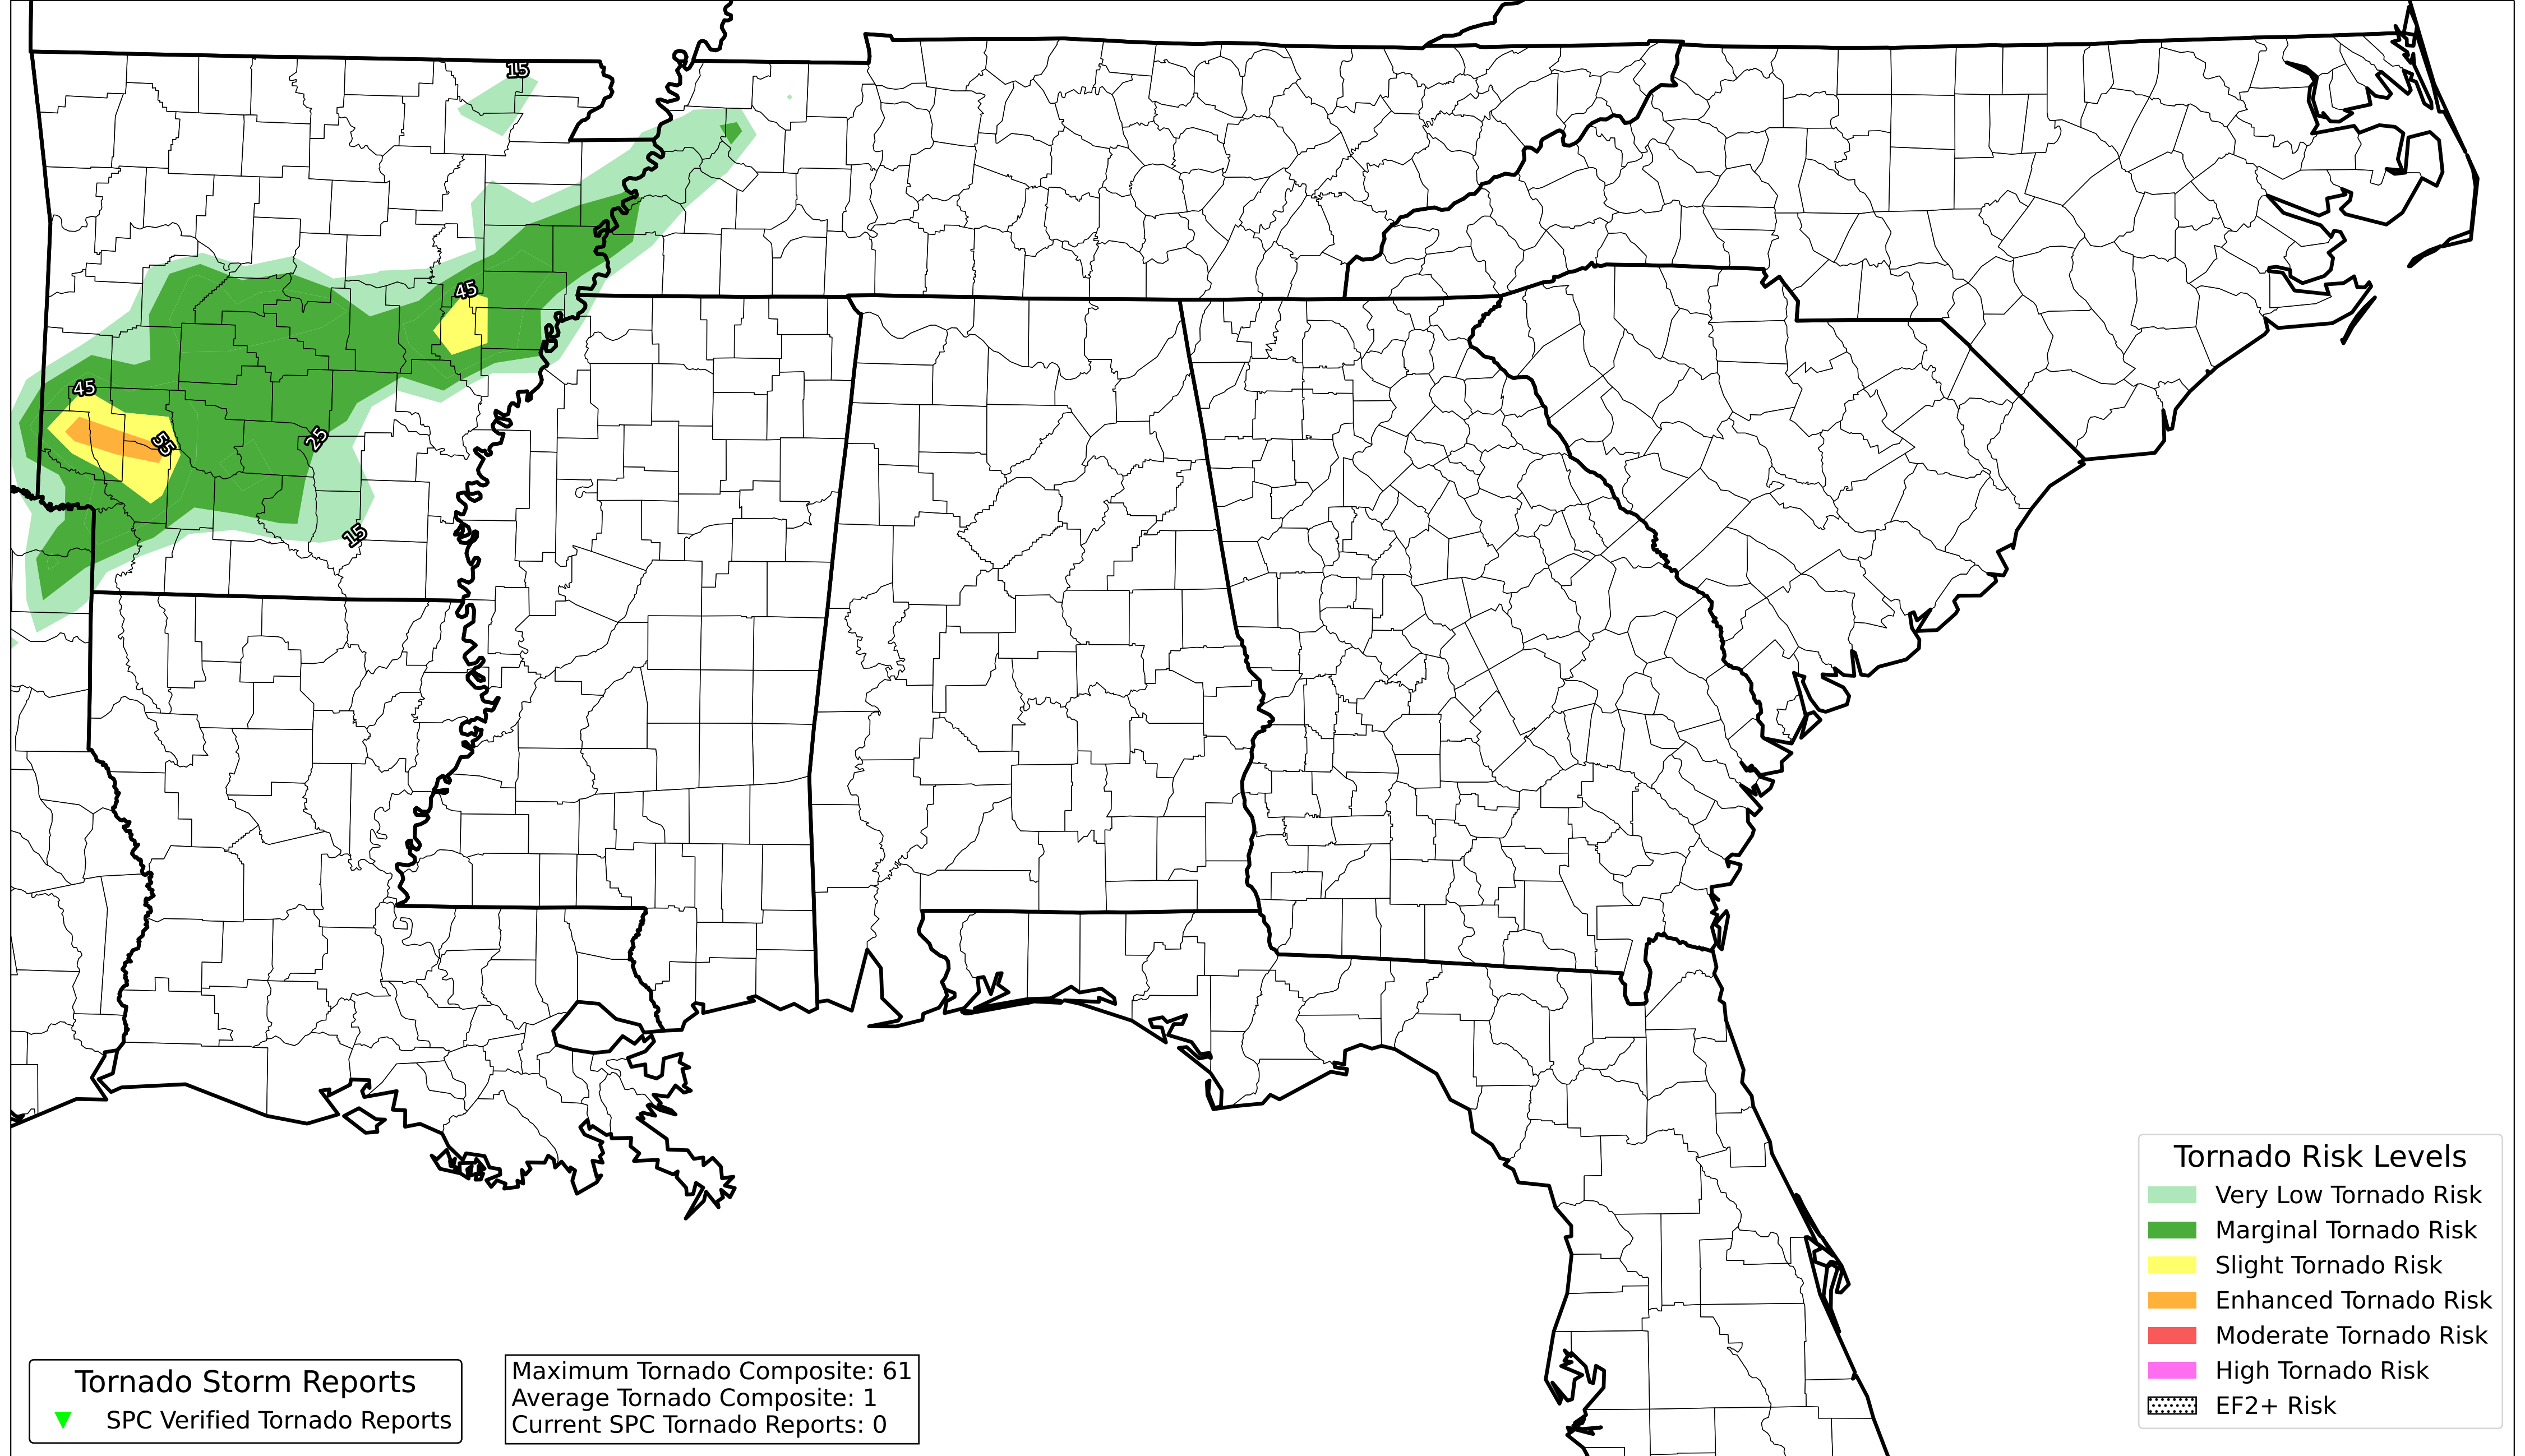 15
45
45
55
25
15
Tornado Risk Levels
Very Low Tornado Risk
Marginal Tornado Risk
Slight Tornado Risk
Enhanced Tornado Risk
Moderate Tornado Risk
High Tornado Risk
EF2+ Risk
Tornado Storm Reports
SPC Verified Tornado Reports
Maximum Tornado Composite: 61
Average Tornado Composite: 1
Current SPC Tornado Reports: 0